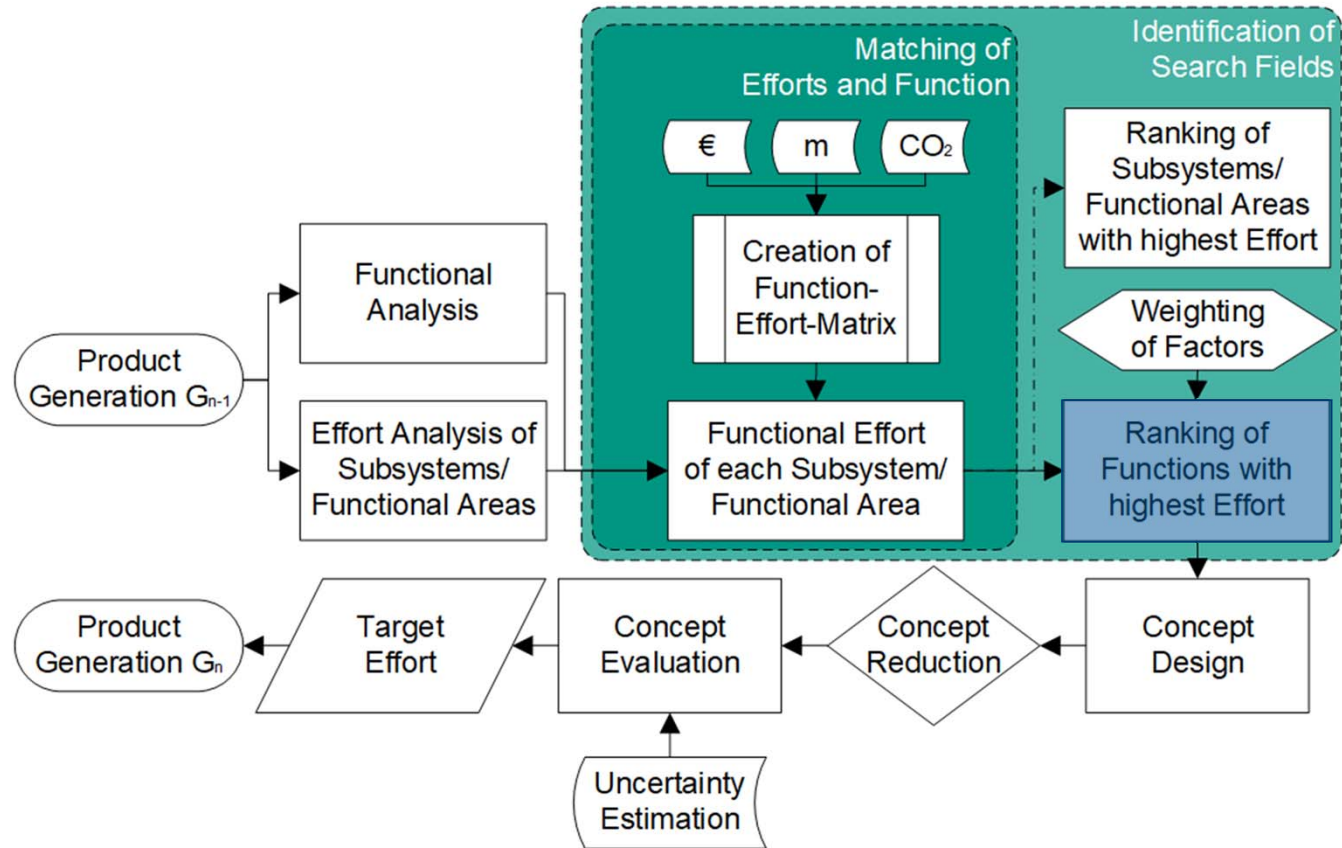 Identification of
Search Fields
Matching of
Efforts and Function
€
m
CO₂
Ranking of
Subsystems/
Functional Areas
with highest Effort
Creation of
Function-
Effort-Matrix
Functional
Analysis
Weighting
of Factors
Product
Generation Gₙ₋₁
Effort Analysis of
Subsystems/
Functional Areas
Functional Effort
of each Subsystem/
Functional Area
Ranking of
Functions with
highest Effort
Product
Generation Gₙ
Target
Effort
Concept
Evaluation
Concept
Reduction
Concept
Design
Uncertainty
Estimation